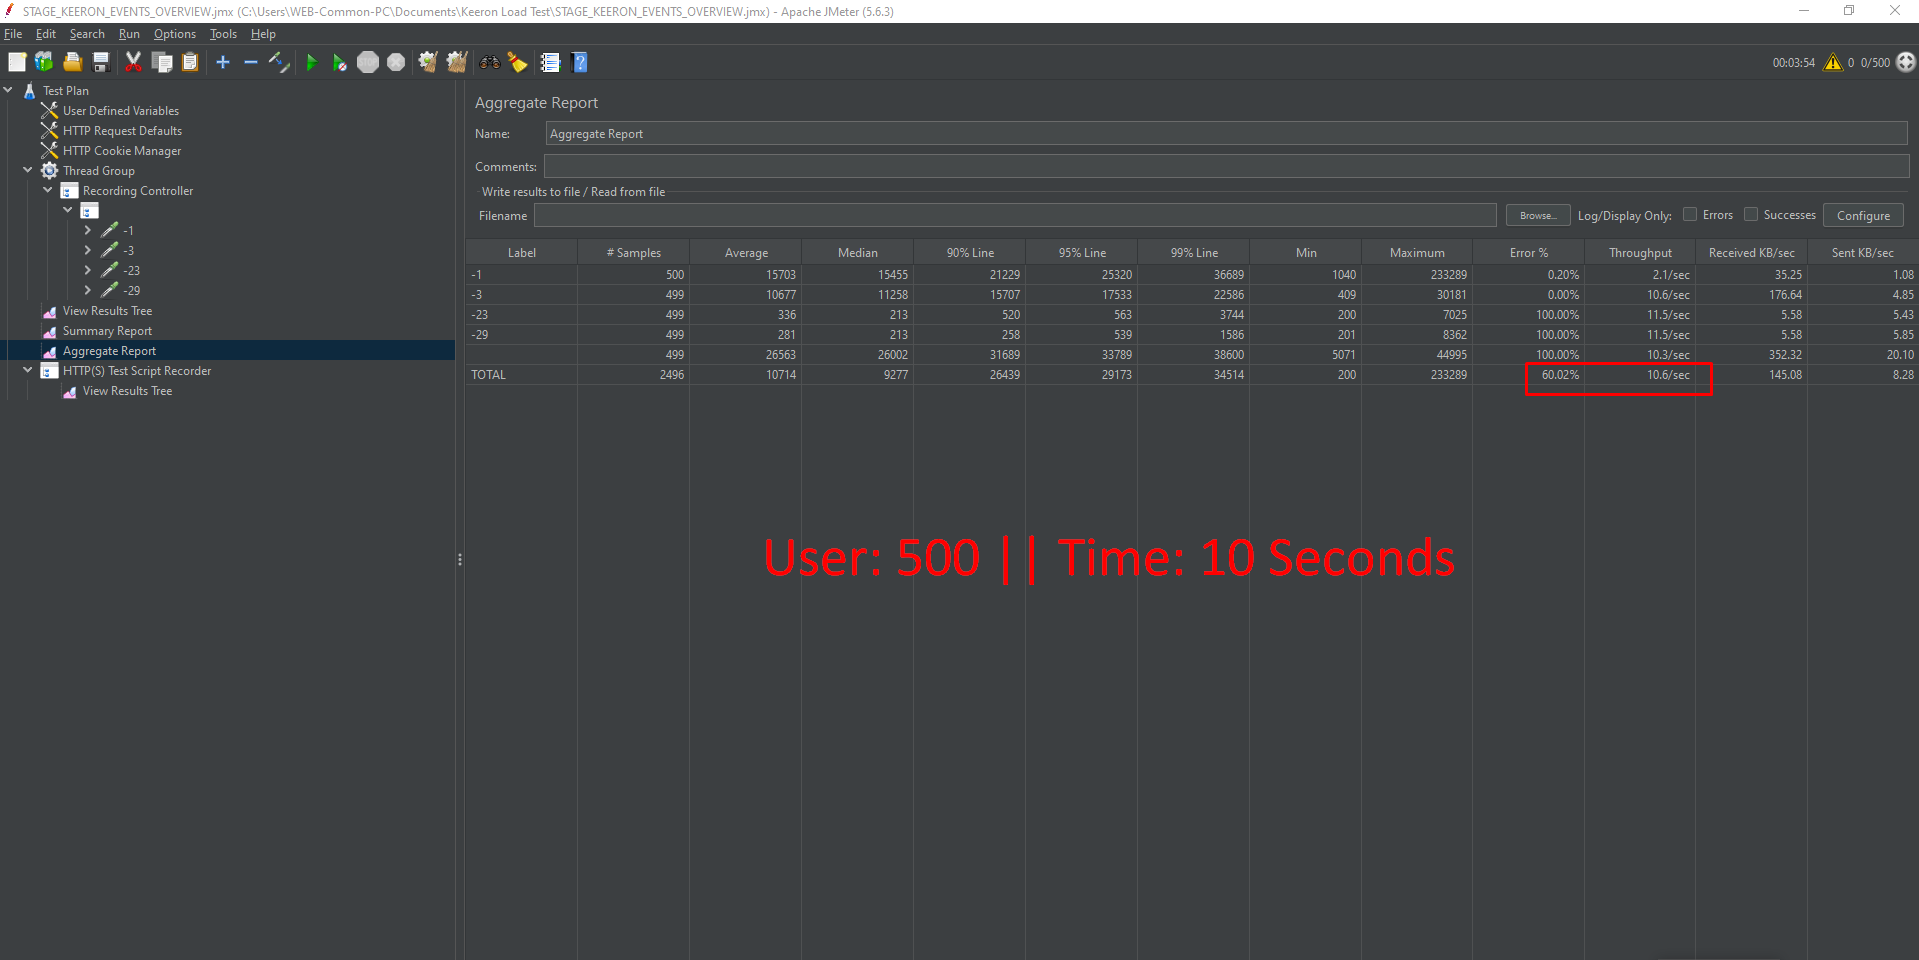 STAGE_KEERON_EVENTS_OVERVIEW.jmx (C:\Users\WEB-Common-PC\Documents\Keeron Load Test\STAGE_KEERON_EVENTS_OVERVIEW.jmx) - Apache JMeter (5.6.3)
File Edit Search Run Options Tools Help
00:03:54 0 0/500
Test Plan
User Defined Variables
HTTP Request Defaults
HTTP Cookie Manager
Thread Group
Recording Controller
-1
-3
-23
-29
View Results Tree
Summary Report
Aggregate Report
HTTP(S) Test Script Recorder
View Results Tree
Aggregate Report
Name: Aggregate Report
Comments:
Write results to file / Read from file
Filename Browse... Log/Display Only: Errors Successes Configure
Label # Samples Average Median 90% Line 95% Line 99% Line Min Maximum Error % Throughput Received KB/sec Sent KB/sec
-1 500 15703 15455 21229 25320 36689 1040 233289 0.20% 2.1/sec 35.25 1.08
-3 499 10677 11258 15707 17533 22586 409 30181 0.00% 10.6/sec 176.64 4.85
-23 499 336 213 520 563 3744 200 7025 100.00% 11.5/sec 5.58 5.43
-29 499 281 213 258 539 1586 201 8362 100.00% 11.5/sec 5.58 5.85
499 26563 26002 31689 33789 38600 5071 44995 100.00% 10.3/sec 352.32 20.10
TOTAL 2496 10714 9277 26439 29173 34514 200 233289 60.02% 10.6/sec 145.08 8.28
User: 500 || Time: 10 Seconds